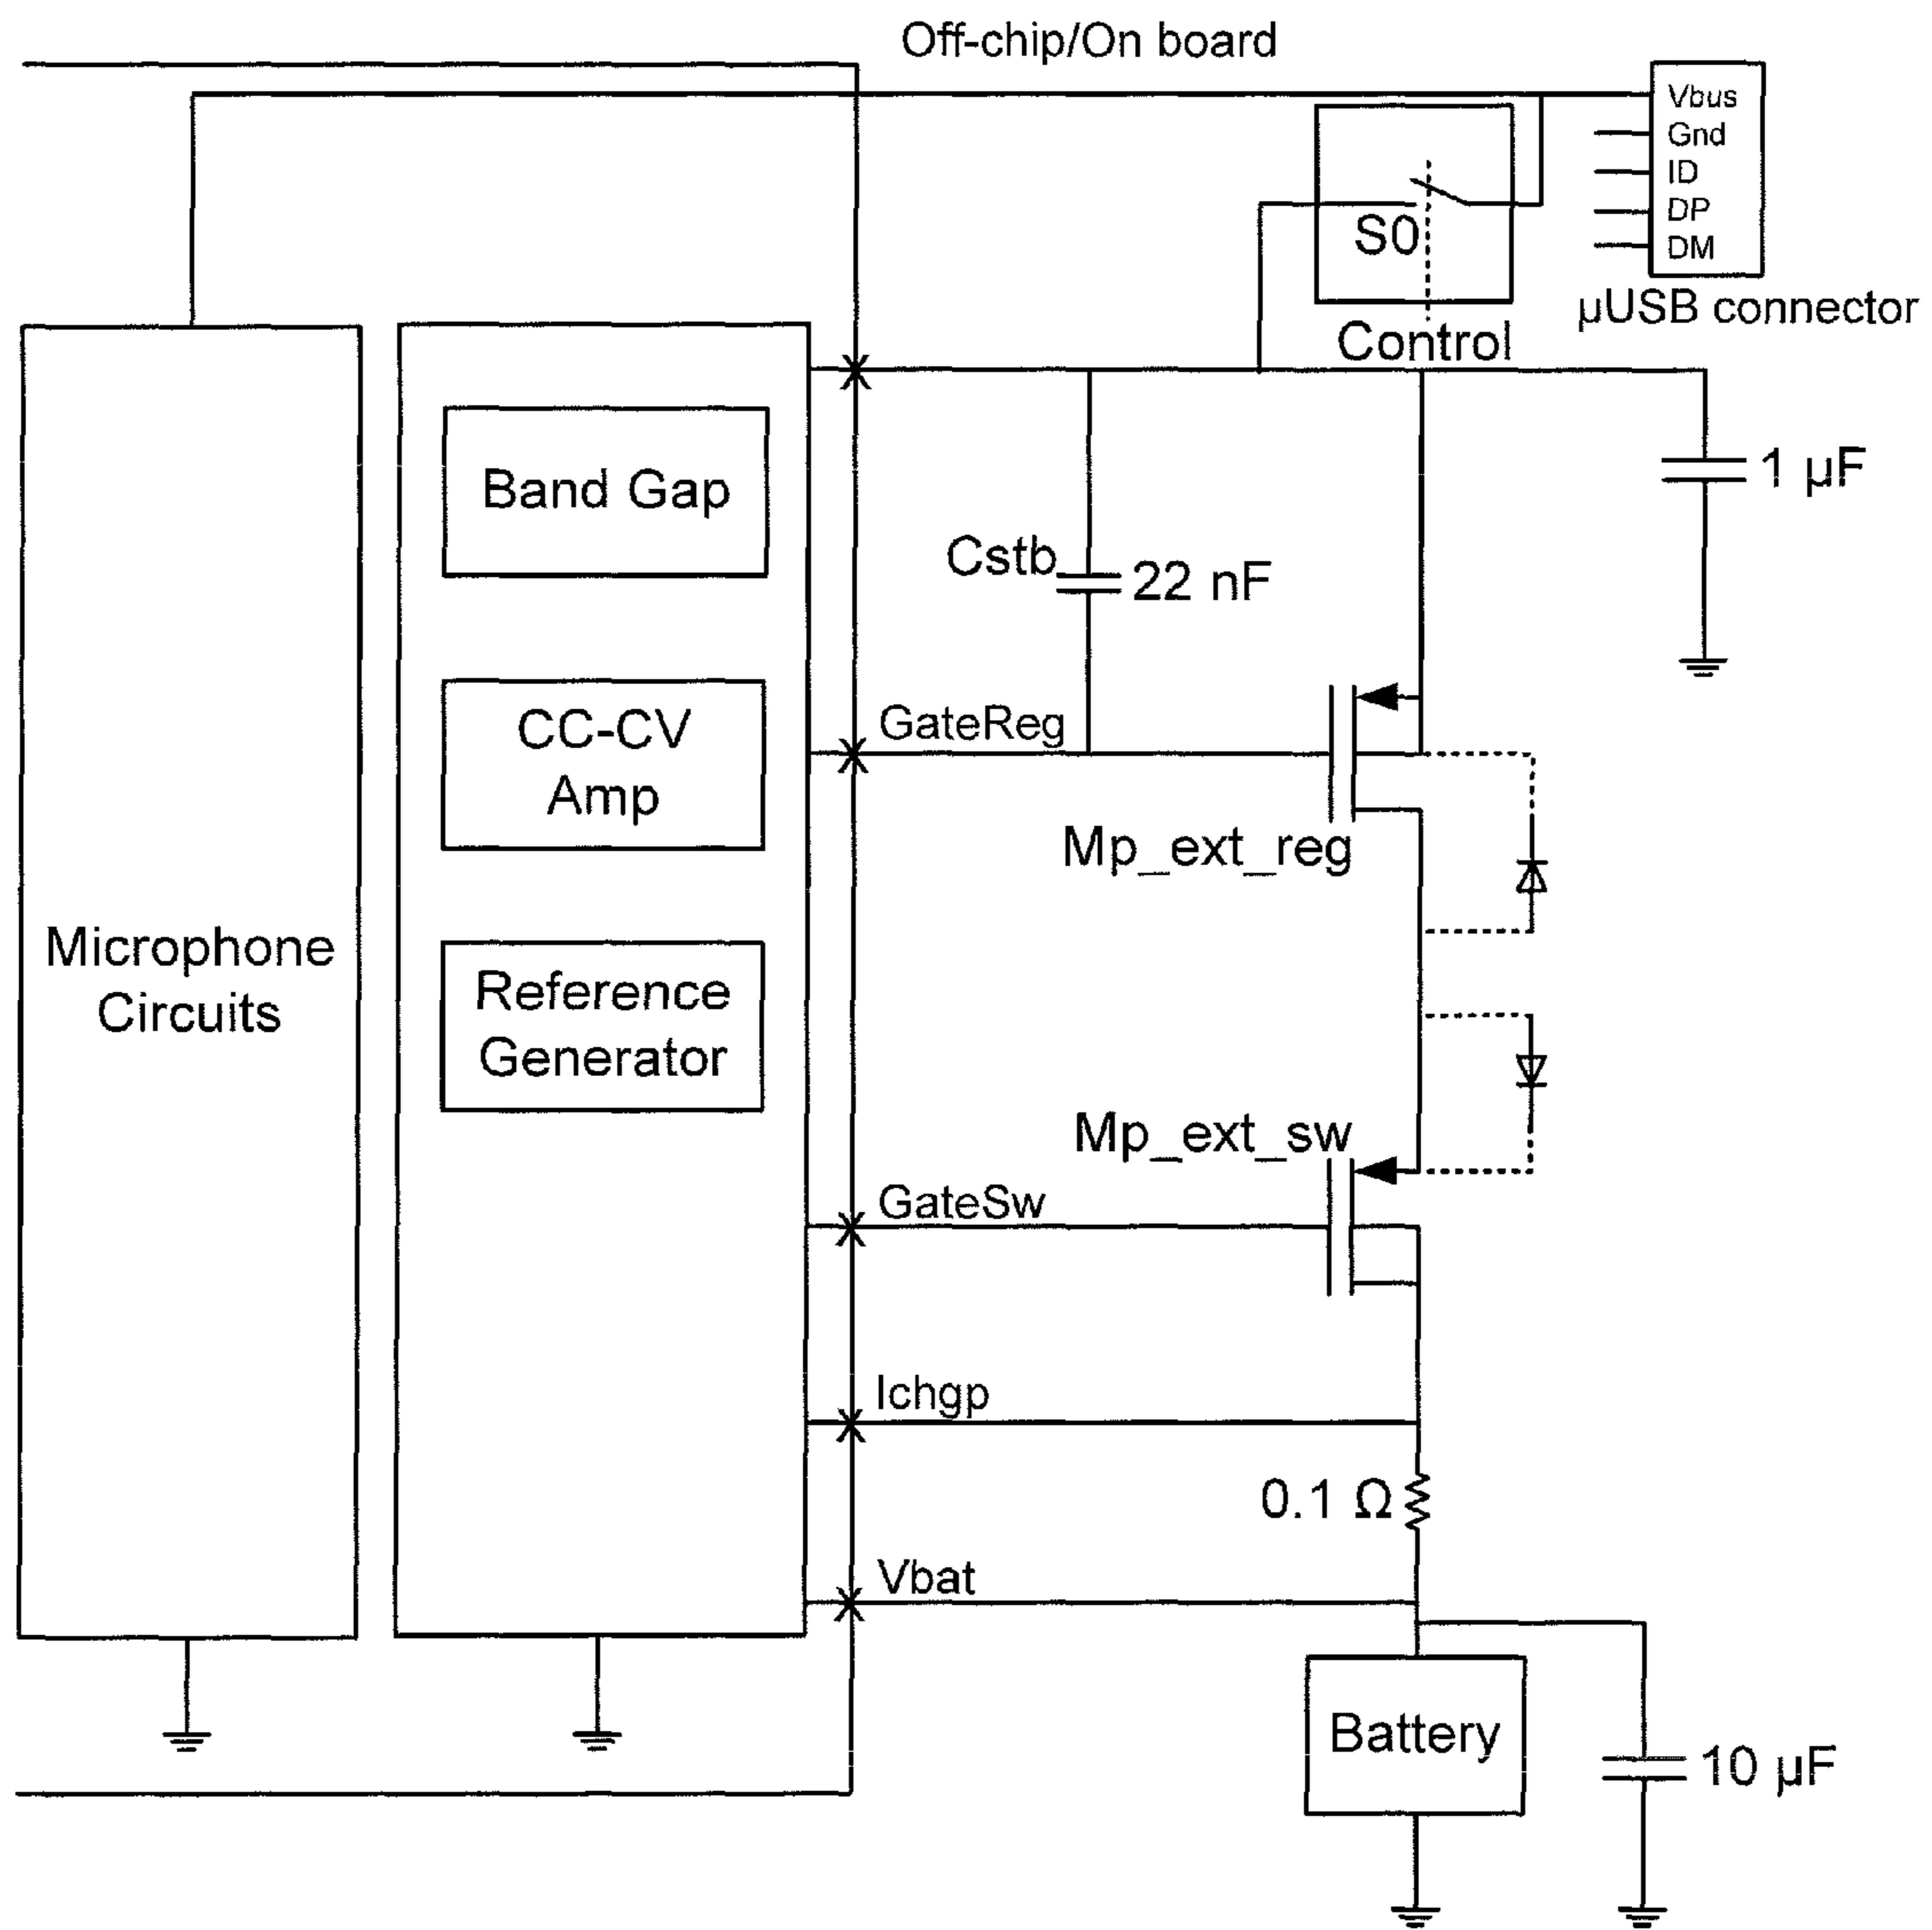 Off-chip/On board
Vbus
Gnd
ID
DP
DM
S0
µUSB connector
Control
Band Gap
1 µF
Cstb
22 nF
CC-CV
Amp
GateReg
Mp_ext_reg
Microphone
Circuits
Reference
Generator
Mp_ext_sw
GateSw
Ichgp
0.1 Ω
Vbat
Battery
10 µF